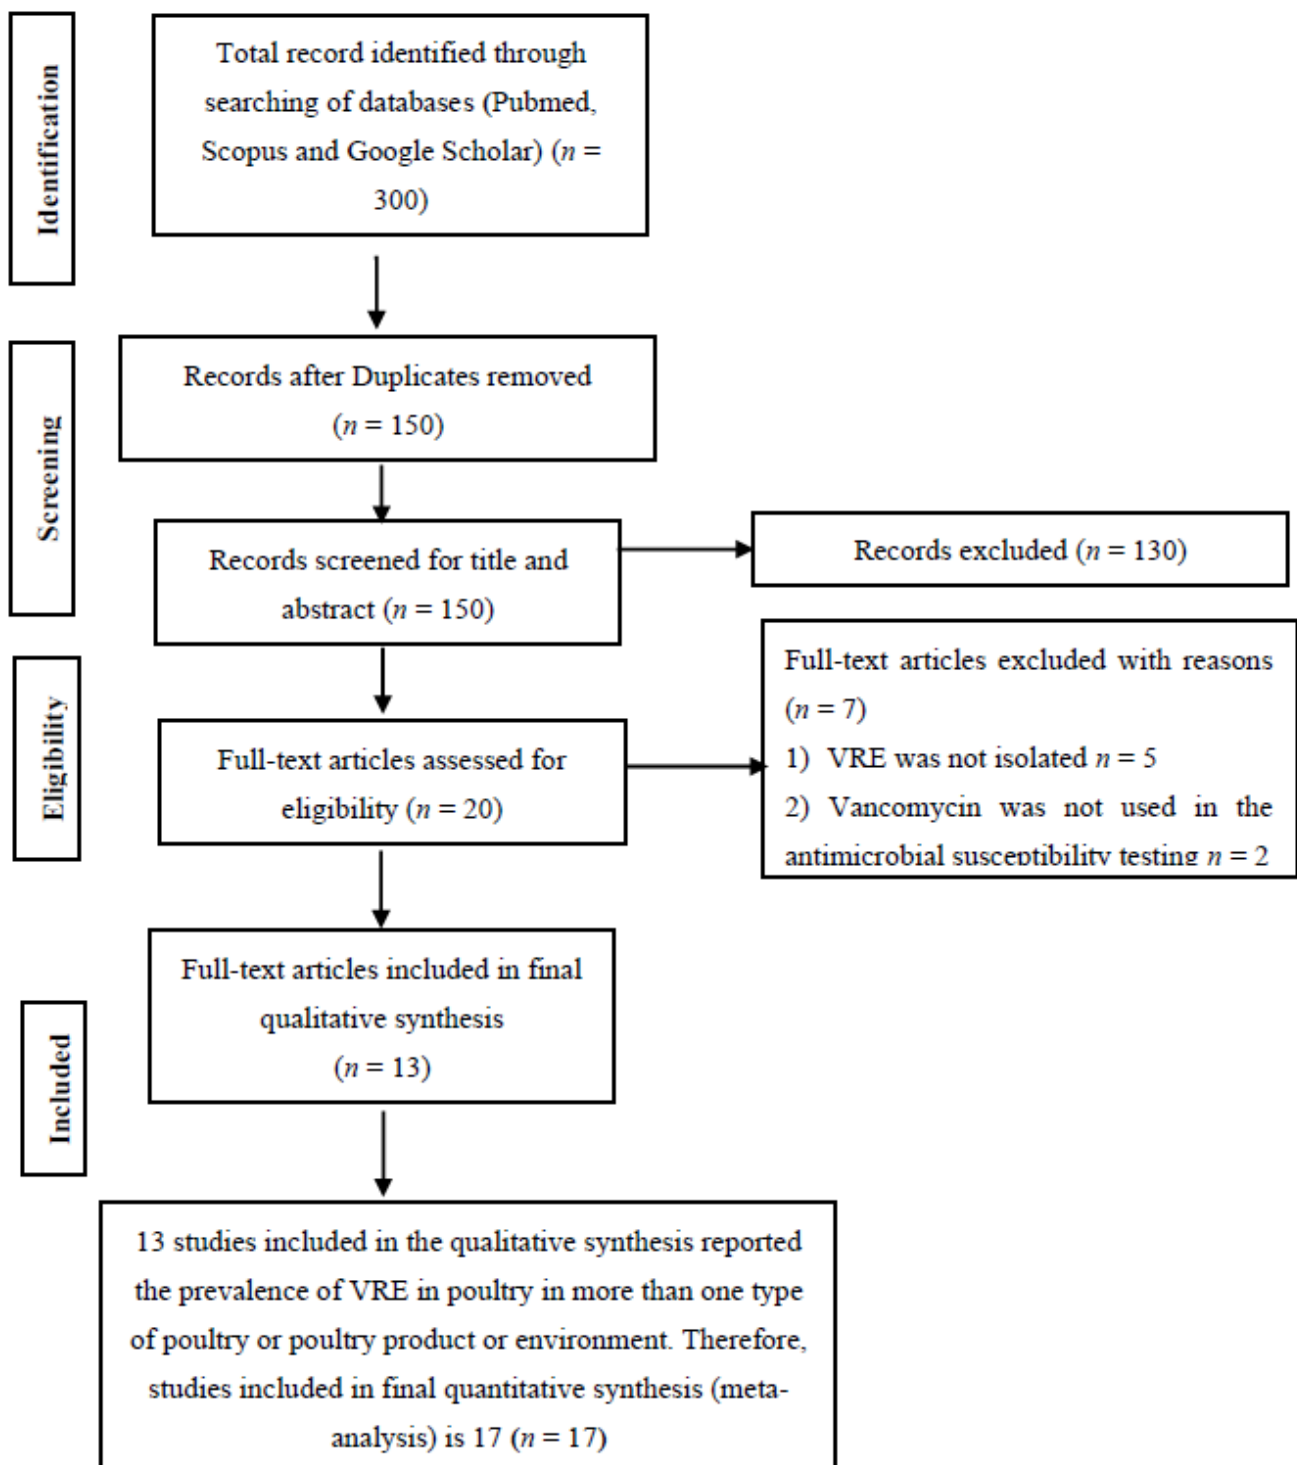 Identification
Total record identified through
searching of databases (Pubmed,
Scopus and Google Scholar) (n =
300)
Screening
Records after Duplicates removed
(n = 150)
Records screened for title and
abstract (n = 150)
Records excluded (n = 130)
Eligibility
Full-text articles assessed for
eligibility (n = 20)
Full-text articles excluded with reasons
(n = 7)
1) VRE was not isolated n = 5
2) Vancomycin was not used in the
antimicrobial susceptibility testing n = 2
Included
Full-text articles included in final
qualitative synthesis
(n = 13)
13 studies included in the qualitative synthesis reported
the prevalence of VRE in poultry in more than one type
of poultry or poultry product or environment. Therefore,
studies included in final quantitative synthesis (meta-
analysis) is 17 (n = 17)